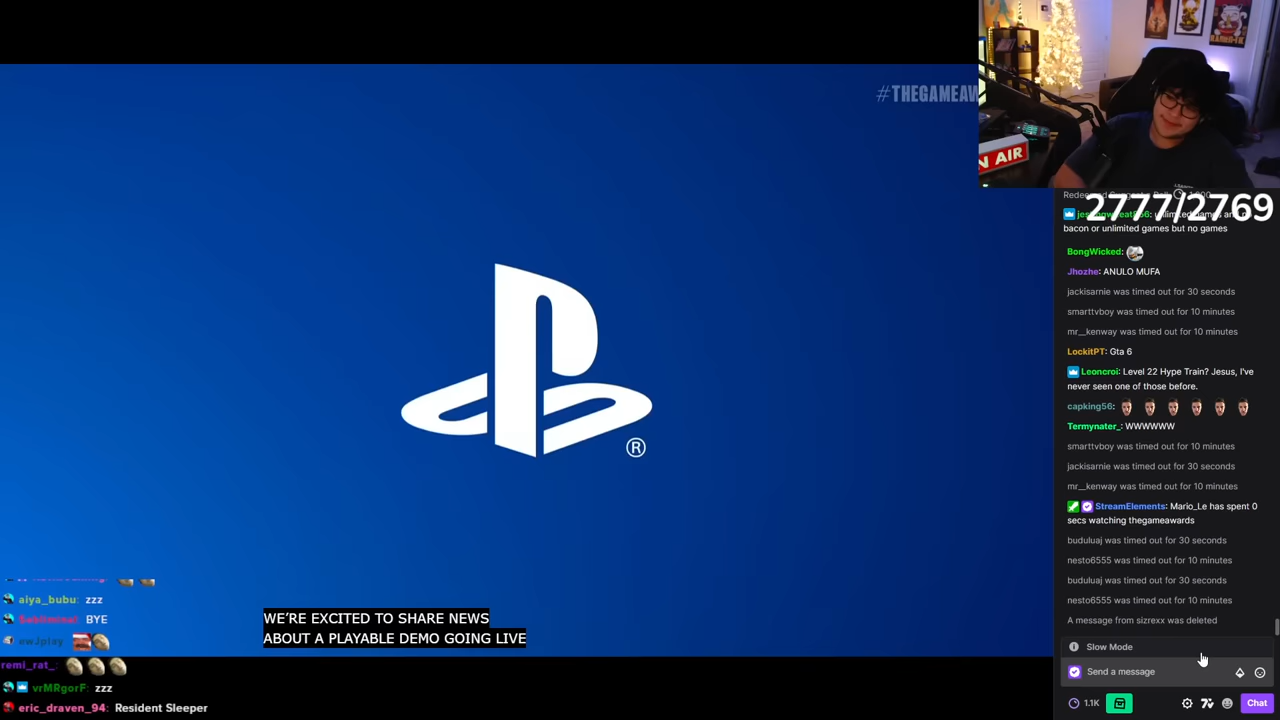 #THEGAMEAW
N AIR
2777/2769
bacon or unlimited games but no games
BongWicked:
Jhozhe: ANULO MUFA
jackisarnie was timed out for 30 seconds
smarttvboy was timed out for 10 minutes
mr__kenway was timed out for 10 minutes
LockitPT: Gta 6
Leoncroi: Level 22 Hype Train? Jesus, I've
never seen one of those before.
capking56:
Termynater_: WWWWWW
smarttvboy was timed out for 10 minutes
jackisarnie was timed out for 30 seconds
mr__kenway was timed out for 10 minutes
StreamElements: Mario_Le has spent 0
secs watching thegameawards
buduluaj was timed out for 30 seconds
nesto6555 was timed out for 10 minutes
buduluaj was timed out for 30 seconds
nesto6555 was timed out for 10 minutes
A message from sizrexx was deleted
Slow Mode
Send a message
1.1K
Chat
®
WE'RE EXCITED TO SHARE NEWS
ABOUT A PLAYABLE DEMO GOING LIVE
aiya_bubu: zzz
BYE
ewJplay
remi_rat_:
vrMRgorF: zzz
eric_draven_94: Resident Sleeper